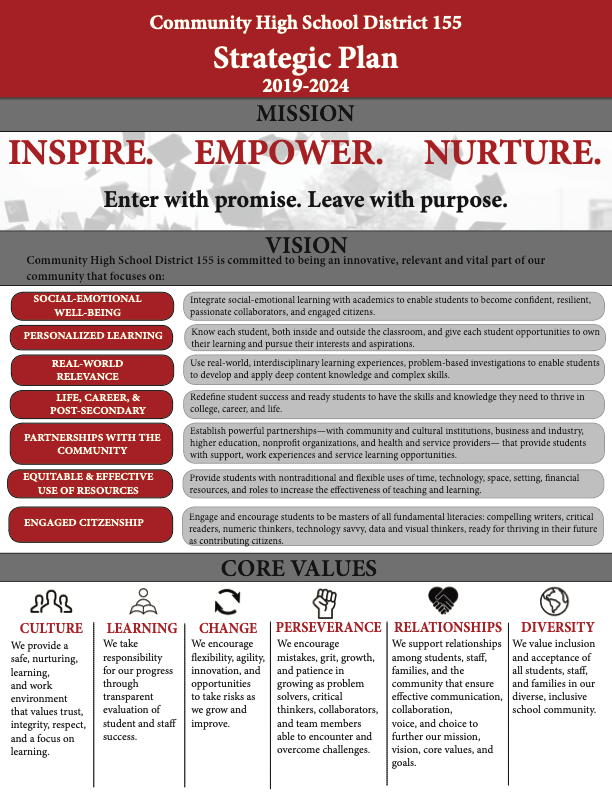 Community High School District 155
Strategic Plan
2019-2024
MISSION
INSPIRE. EMPOWER. NURTURE.
Enter with promise. Leave with purpose.
VISION
Community High School District 155 is committed to being an innovative, relevant and vital part of our
community that focuses on:
SOCIAL-EMOTIONAL
WELL-BEING
Integrate social-emotional learning with academics to enable students to become confident, resilient,
passionate collaborators, and engaged citizens.
PERSONALIZED LEARNING
Know each student, both inside and outside the classroom, and give each student opportunities to own
their learning and pursue their interests and aspirations.
REAL-WORLD
RELEVANCE
Use real-world, interdisciplinary learning experiences, problem-based investigations to enable students
to develop and apply deep content knowledge and complex skills.
LIFE, CAREER, &
POST-SECONDARY
Redefine student success and ready students to have the skills and knowledge they need to thrive in
college, career, and life.
PARTNERSHIPS WITH THE
COMMUNITY
Establish powerful partnerships—with community and cultural institutions, business and industry,
higher education, nonprofit organizations, and health and service providers— that provide students
with support, work experiences and service learning opportunities.
EQUITABLE & EFFECTIVE
USE OF RESOURCES
Provide students with nontraditional and flexible uses of time, technology, space, setting, financial
resources, and roles to increase the effectiveness of teaching and learning.
ENGAGED CITZENSHIP
Engage and encourage students to be masters of all fundamental literacies: compelling writers, critical
readers, numeric thinkers, technology savvy, data and visual thinkers, ready for thriving in their future
as contributing citizens.
CORE VALUES
CULTURE
We provide a
safe, nurturing,
learning,
and work
environment
that values trust,
integrity, respect,
and a focus on
learning.
LEARNING
We take
responsibility
for our progress
through
transparent
evaluation of
student and staff
success.
CHANGE
We encourage
flexibility, agility,
innovation, and
opportunities
to take risks as
we grow and
improve.
PERSEVERANCE
We encourage
mistakes, grit, growth,
and patience in
growing as problem
solvers, critical
thinkers, collaborators,
and team members
able to encounter and
overcome challenges.
RELATIONSHIPS
We support relationships
among students, staff,
families, and the
community that ensure
effective communication,
collaboration,
voice, and choice to
further our mission,
vision, core values, and
goals.
DIVERSITY
We value inclusion
and acceptance of
all students, staff,
and families in our
diverse, inclusive
school community.